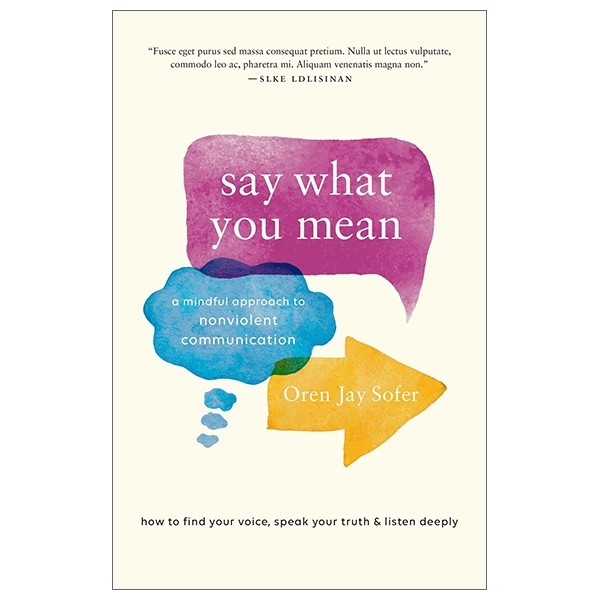 “Fusce eget purus sed massa consequat pretium. Nulla ut lectus vulputate,
commodo leo ac, pharetra mi. Aliquam venenatis magna non.”
—SLKE LDLISINAN
say what
you mean
a mindful approach to
nonviolent
communication
Oren Jay Sofer
how to find your voice, speak your truth & listen deeply